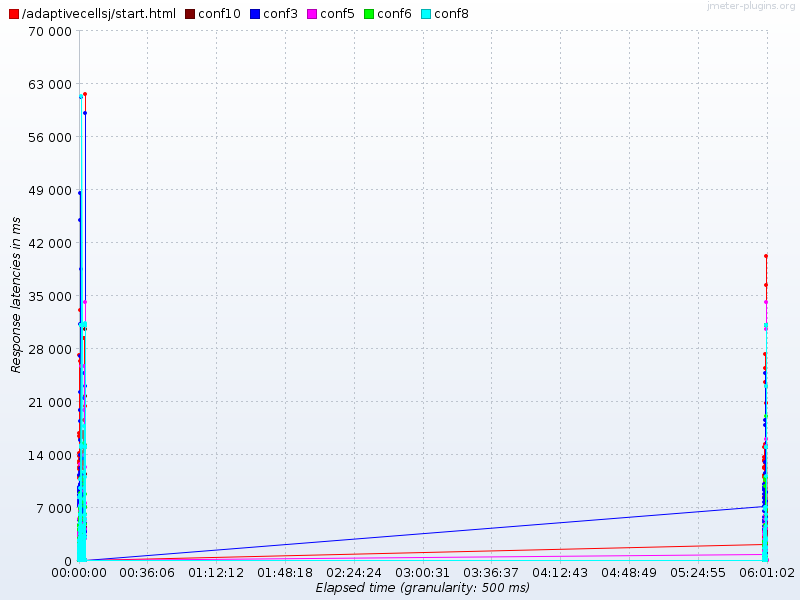 jmeter-plugins.org
/adaptivecellsj/start.html conf10 conf3 conf5 conf6 conf8
70 000
63 000
56 000
49 000
42 000
35 000
28 000
21 000
14 000
7 000
0
Response latencies in ms
00:00:00 00:36:06 01:12:12 01:48:18 02:24:24 03:00:31 03:36:37 04:12:43 04:48:49 05:24:55 06:01:02
Elapsed time (granularity: 500 ms)